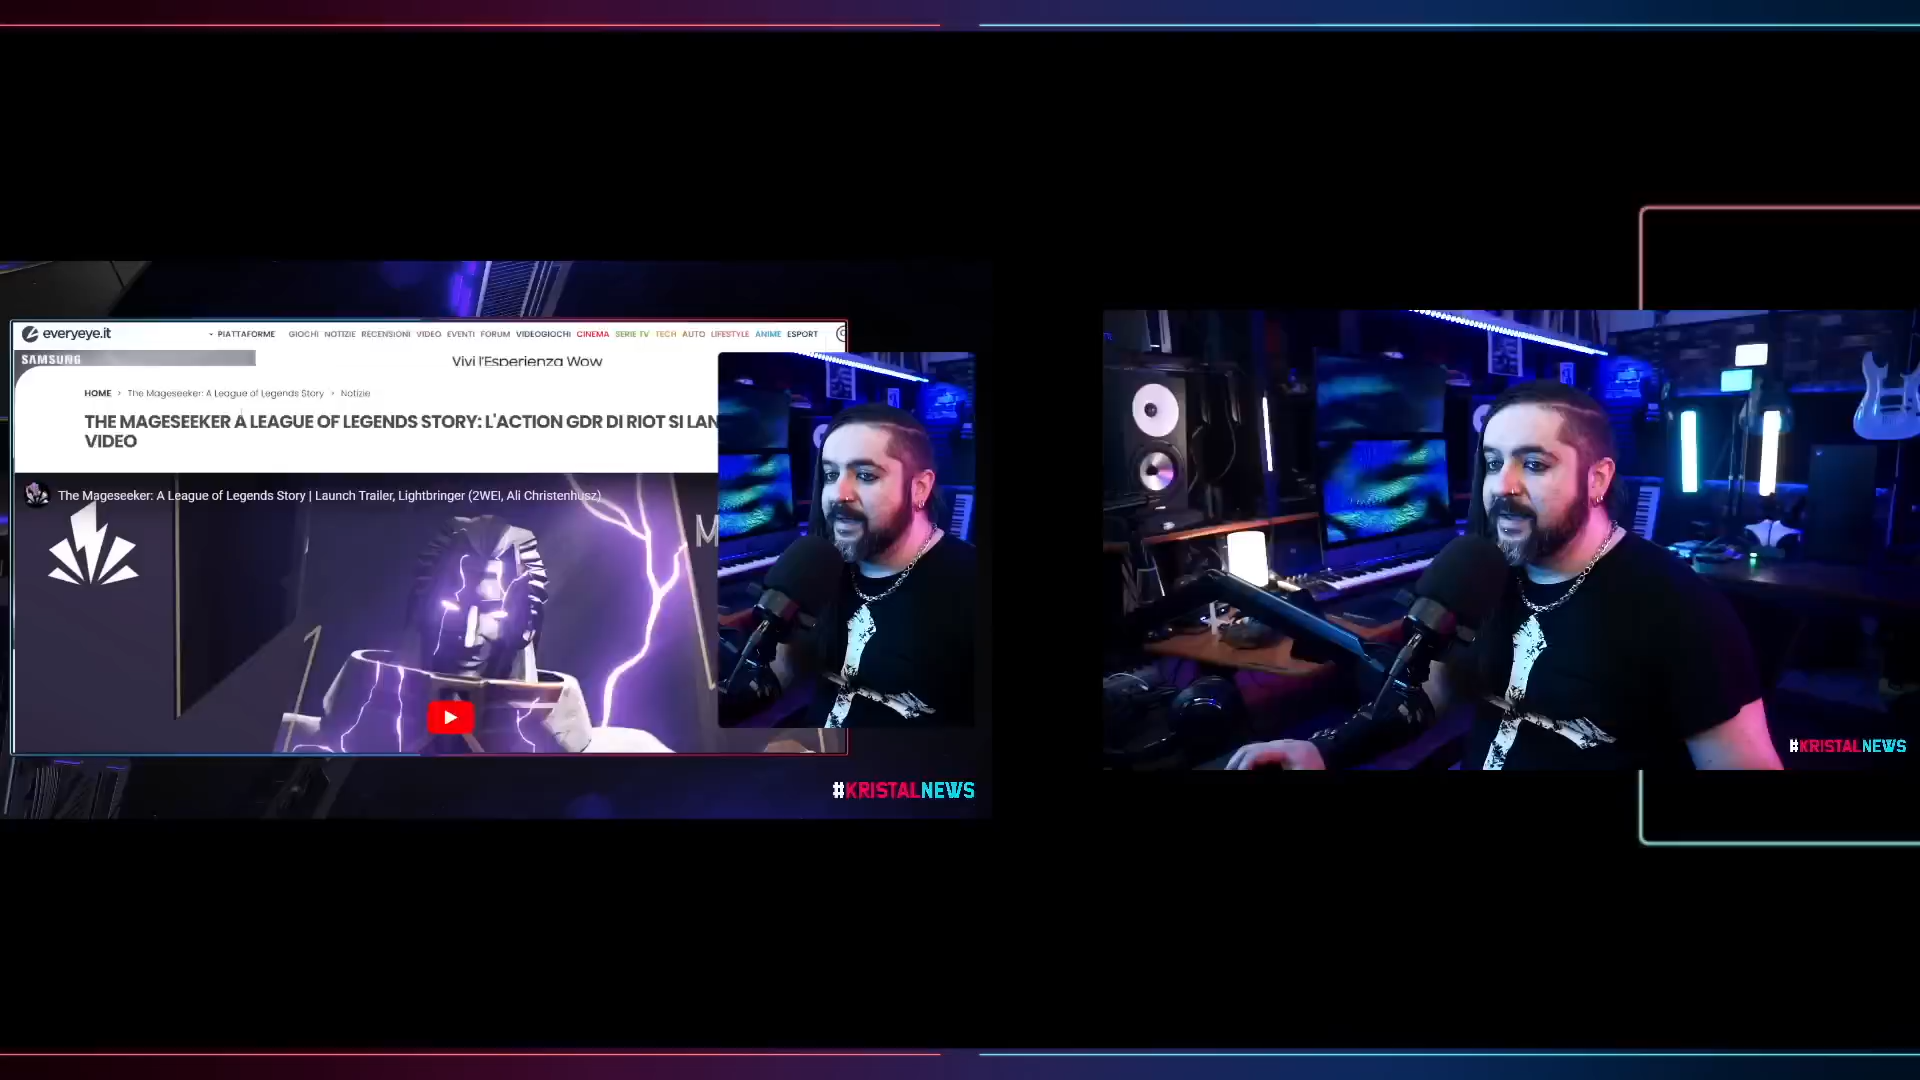 everyeye.it
PIATTAFORME GIOCHI NOTIZIE RECENSIONI VIDEO EVENTI FORUM VIDEOGIOCHI CINEMA SERIE TV TECH AUTO LIFESTYLE ANIME ESPORT
SAMSUNG
Vivi l'Esperienza Wow
HOME > The Mageseeker: A League of Legends Story > Notizie
THE MAGESEEKER A LEAGUE OF LEGENDS STORY: L'ACTION GDR DI RIOT SI LAN
VIDEO
The Mageseeker: A League of Legends Story | Launch Trailer, Lightbringer (2WEI, Ali Christenhusz)
M
#KRISTALNEWS
#KRISTALNEWS